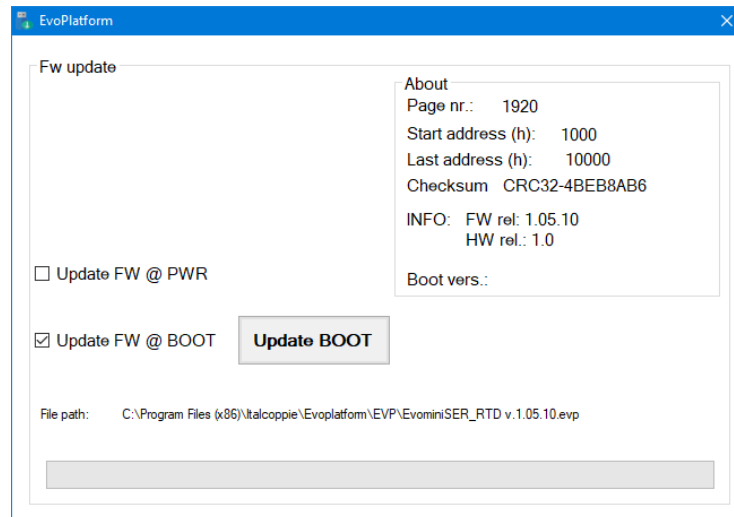 EvoPlatform
Fw update
About
Page nr.: 1920
Start address (h): 1000
Last address (h): 10000
Checksum CRC32-4BEB8AB6
INFO: FW rel: 1.05.10
HW rel.: 1.0
Boot vers.:
Update FW @ PWR
Update FW @ BOOT
Update BOOT
File path: C:\Program Files (x86)\Italcoppie\Evoplatform\EVP\EvominiSER_RTD v.1.05.10.evp